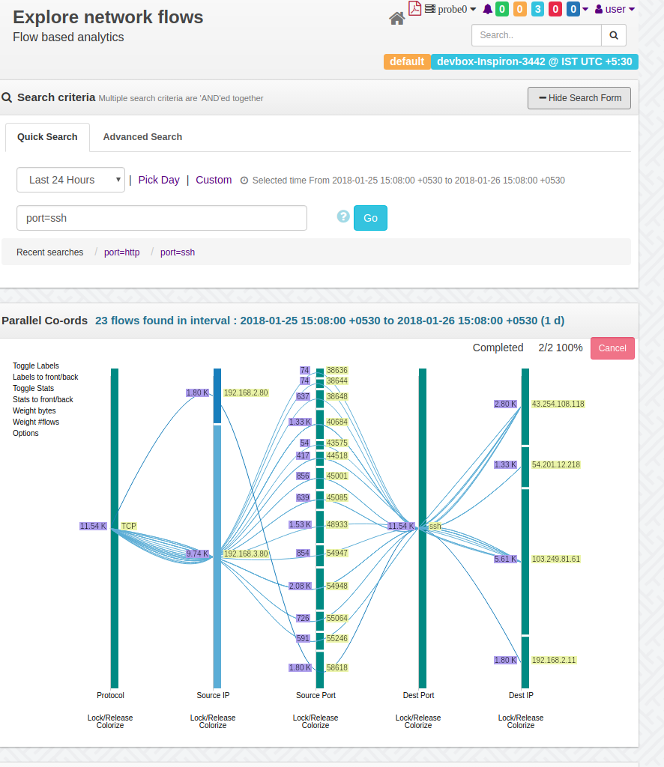 Explore network flows
Flow based analytics
probe0
0 0 3 0 0
user
Search..
default devbox-Inspiron-3442 @ IST UTC +5:30
Search criteria Multiple search criteria are 'AND'ed together
Hide Search Form
Quick Search Advanced Search
Last 24 Hours | Pick Day | Custom Selected time From 2018-01-25 15:08:00 +0530 to 2018-01-26 15:08:00 +0530
port=ssh ? Go
Recent searches / port=http / port=ssh
Parallel Co-ords 23 flows found in interval : 2018-01-25 15:08:00 +0530 to 2018-01-26 15:08:00 +0530 (1 d)
Completed 2/2 100% Cancel
Toggle Labels
Labels to front/back
Toggle Stats
Stats to front/back
Weight bytes
Weight #flows
Options
11.54 K TCP
1.80 K 192.168.2.80
9.74 K 192.168.3.80
74 38636
74 38644
637 38648
1.33 K 40684
54 43575
417 44518
856 45001
639 45085
1.53 K 48933
854 54947
2.08 K 54948
726 55064
591 55246
1.80 K 58618
11.54 K ssh
2.80 K 43.254.108.118
1.33 K 54.201.12.218
5.61 K 103.249.81.61
1.80 K 192.168.2.11
Protocol Source IP Source Port Dest Port Dest IP
Lock/Release Lock/Release Lock/Release Lock/Release Lock/Release
Colorize Colorize Colorize Colorize Colorize